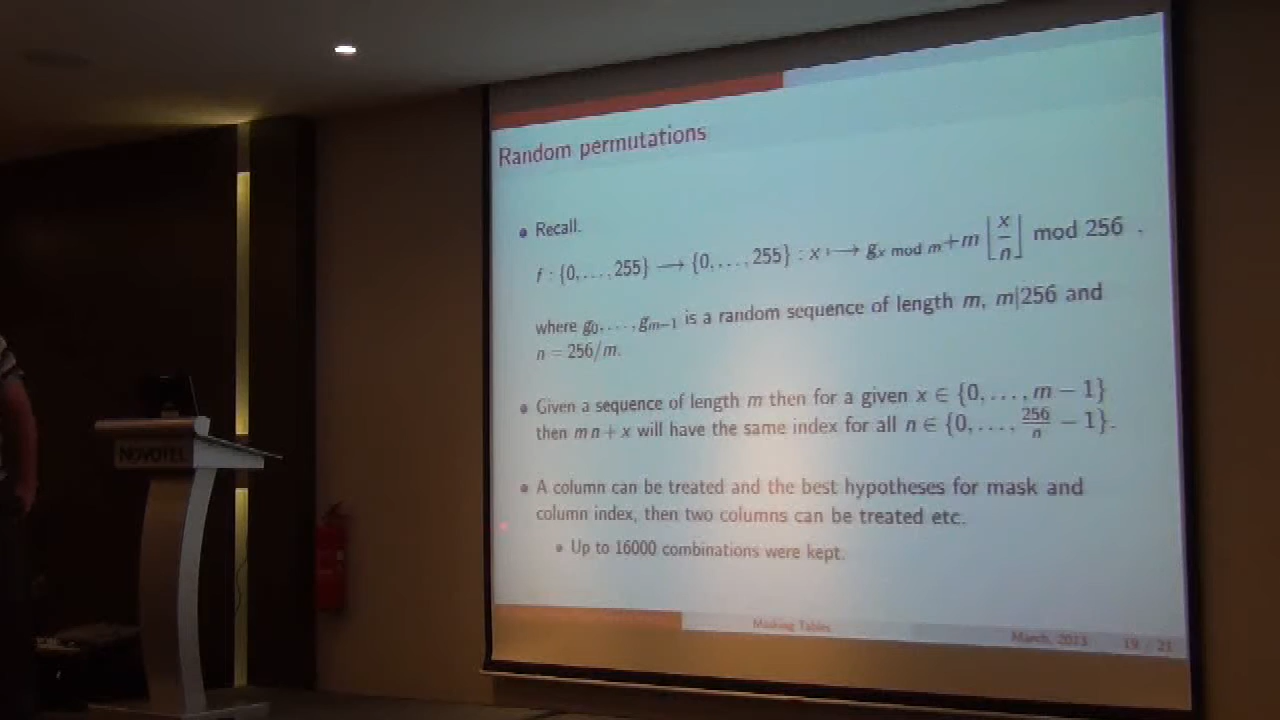 Random permutations
• Recall.
f : {0, . . . , 255} ⟶ {0, . . . , 255} : x ⟼ g_{x mod m} + m ⌊x/n⌋ mod 256 .
where g₀, . . . , g_{m−1} is a random sequence of length m, m|256 and
n = 256/m.
• Given a sequence of length m then for a given x ∈ {0, . . . , m − 1}
then m n + x will have the same index for all n ∈ {0, . . . , 256/n − 1}.
• A column can be treated and the best hypotheses for mask and
column index, then two columns can be treated etc.
• Up to 16000 combinations were kept.
Masking Tables
March, 2013 19 / 21
NOVOTEL